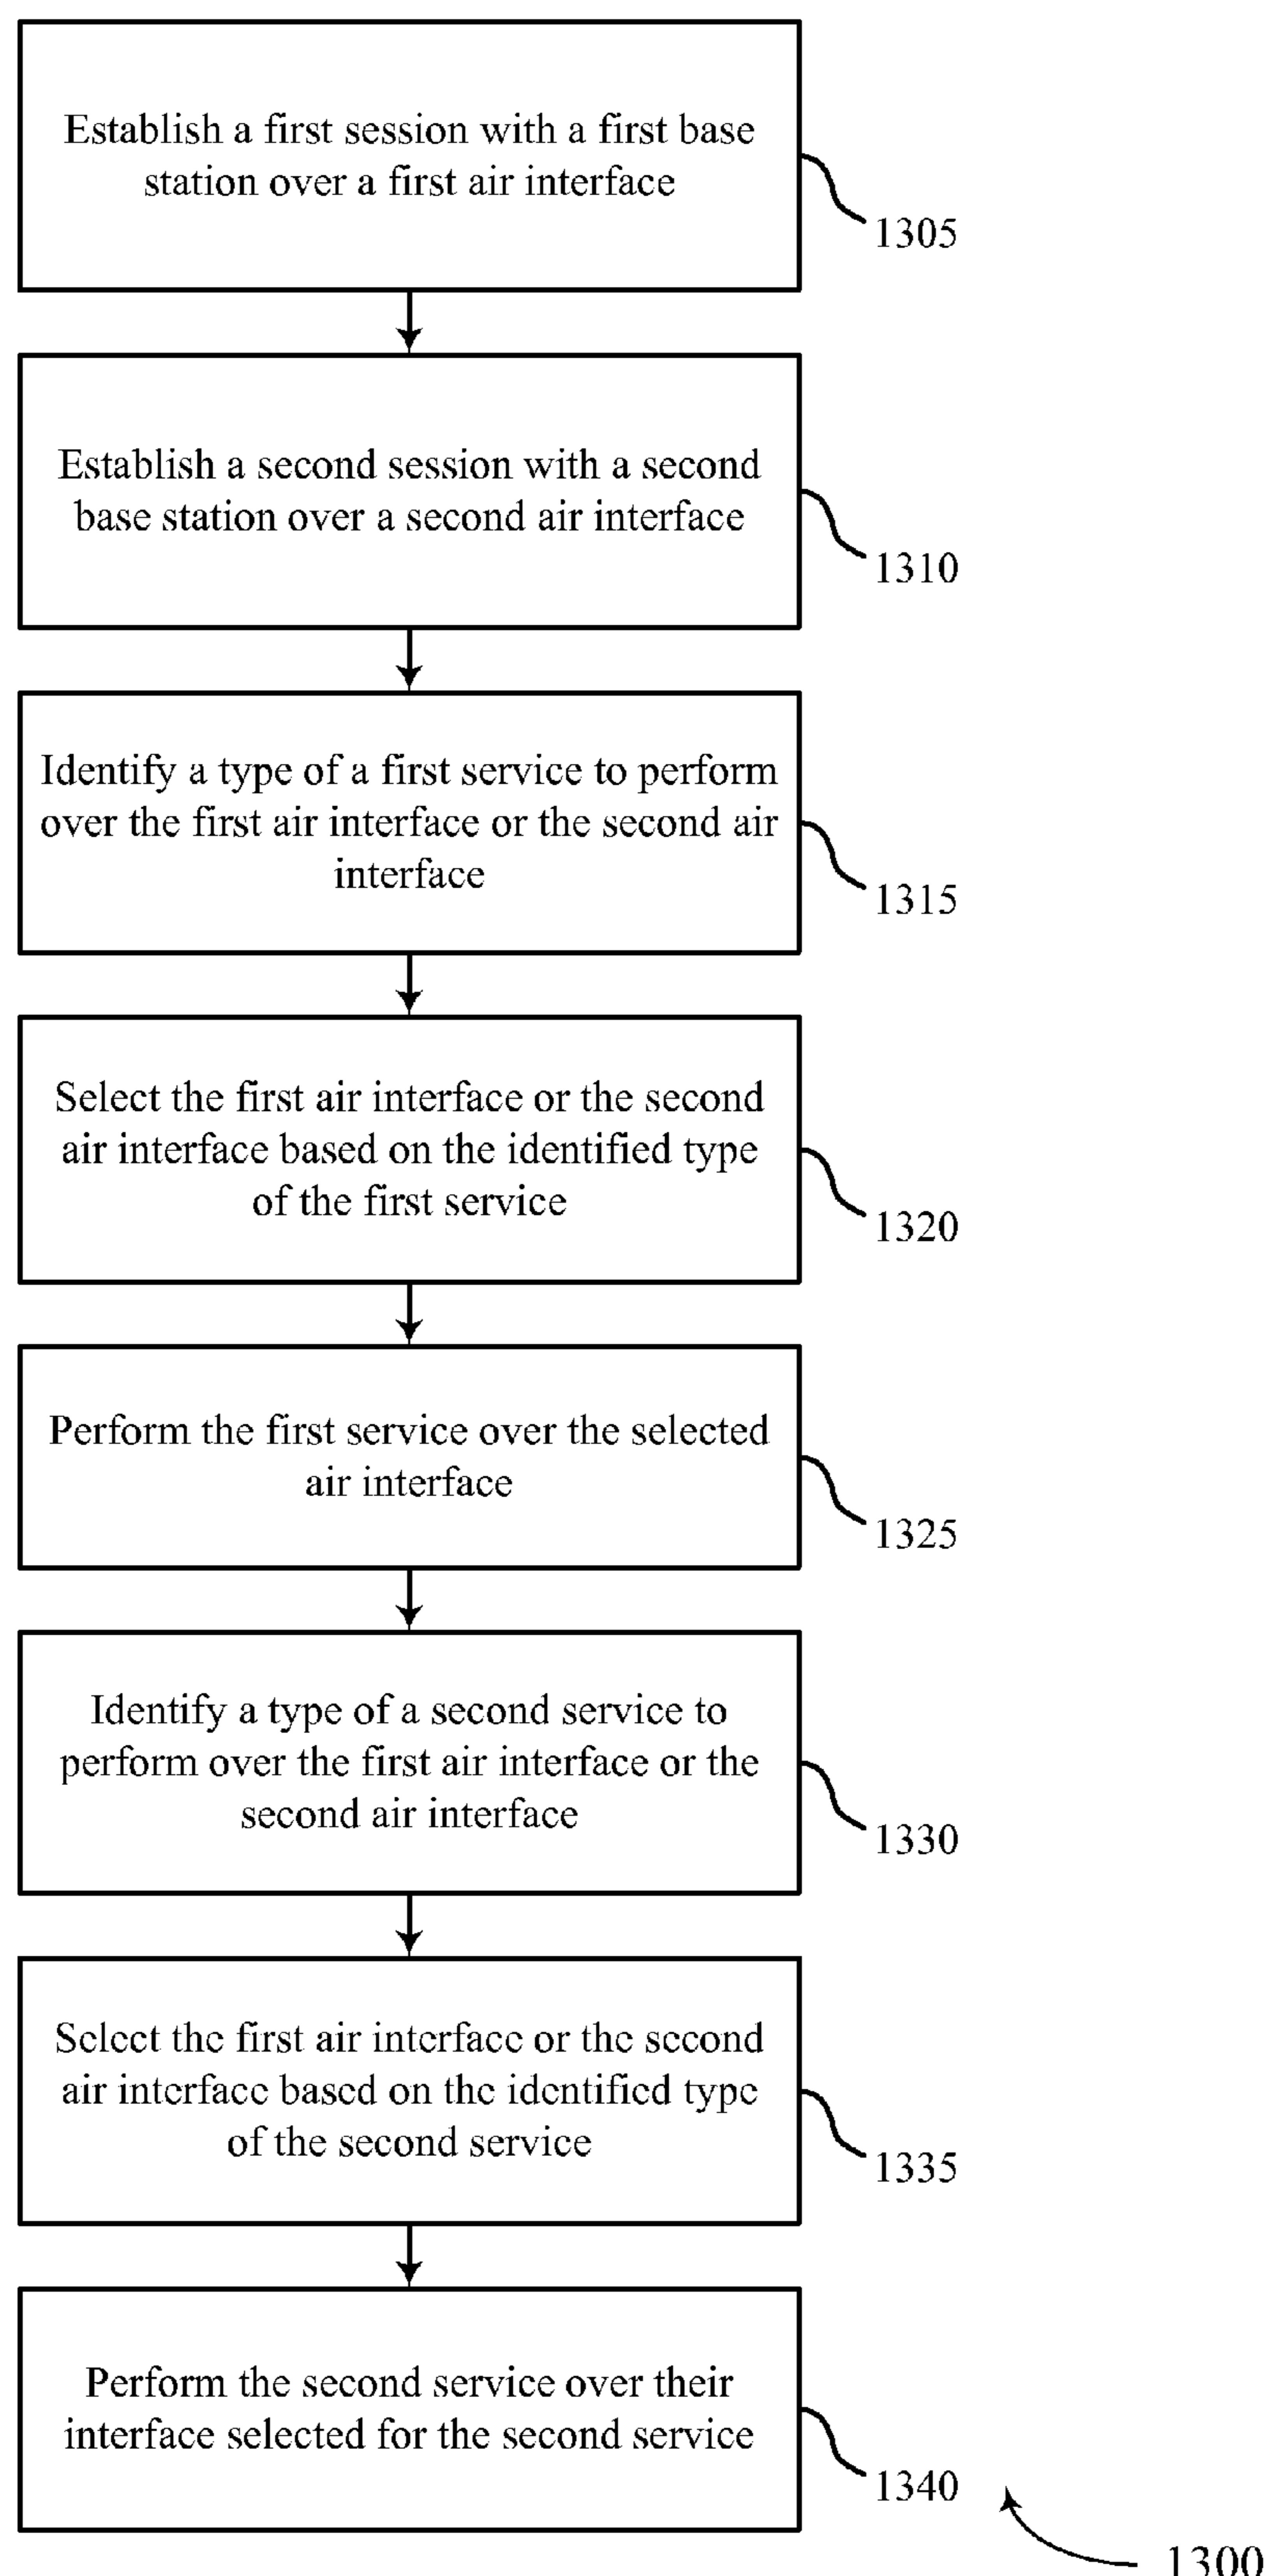 Establish a first session with a first base
station over a first air interface
1305
Establish a second session with a second
base station over a second air interface
1310
Identify a type of a first service to perform
over the first air interface or the second air
interface
1315
Select the first air interface or the second
air interface based on the identified type
of the first service
1320
Perform the first service over the selected
air interface
1325
Identify a type of a second service to
perform over the first air interface or the
second air interface
1330
Select the first air interface or the second
air interface based on the identified type
of the second service
1335
Perform the second service over their
interface selected for the second service
1340
1300